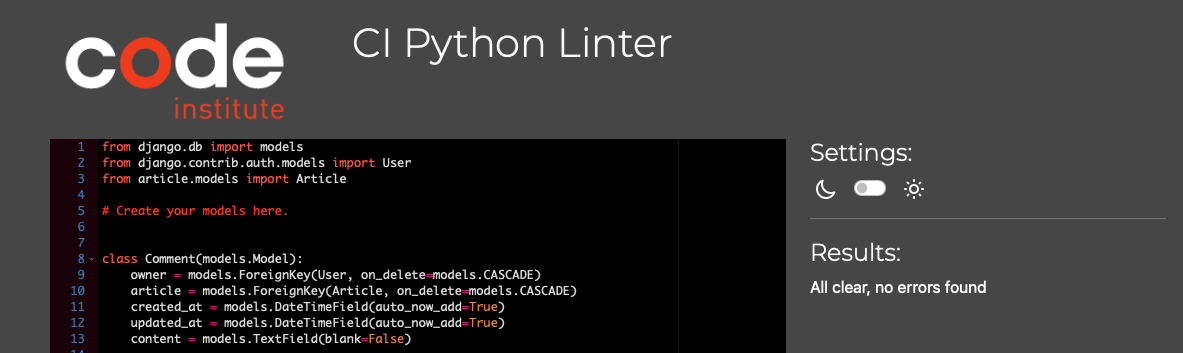 code
institute
CI Python Linter
1 from django.db import models
2 from django.contrib.auth.models import User
3 from article.models import Article
4
5 # Create your models here.
6
7
8 class Comment(models.Model):
9 owner = models.ForeignKey(User, on_delete=models.CASCADE)
10 article = models.ForeignKey(Article, on_delete=models.CASCADE)
11 created_at = models.DateTimeField(auto_now_add=True)
12 updated_at = models.DateTimeField(auto_now_add=True)
13 content = models.TextField(blank=False)
Settings:
Results:
All clear, no errors found